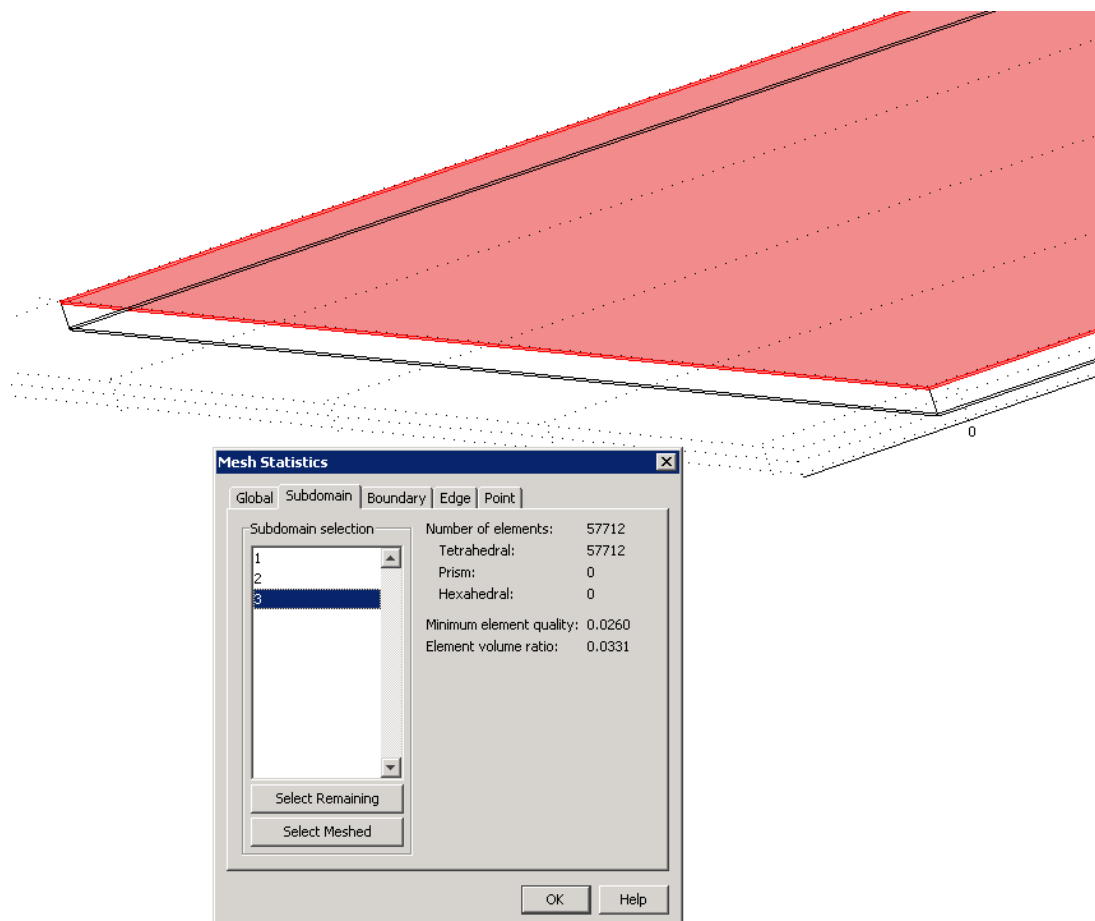 0
Mesh Statistics
Global Subdomain Boundary Edge Point
Subdomain selection
1
2
3
Select Remaining
Select Meshed
Number of elements: 57712
Tetrahedral: 57712
Prism: 0
Hexahedral: 0
Minimum element quality: 0.0260
Element volume ratio: 0.0331
OK Help